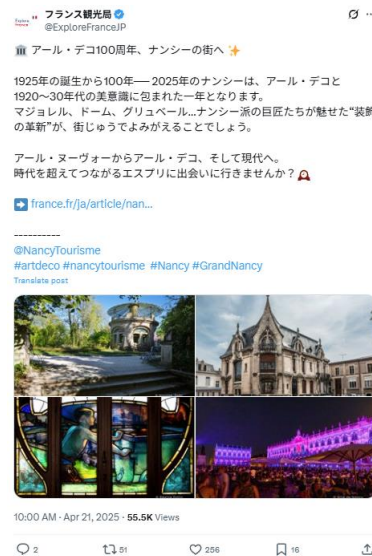 フランス観光局
@ExploreFranceJP
🏛️ アール・デコ100周年、ナンシーの街へ ✨
1925年の誕生から100年── 2025年のナンシーは、アール・デコと
1920〜30年代の美意識に包まれた一年となります。
マジョレル、ドーム、グリュベール...ナンシー派の巨匠たちが魅せた“装飾
の革新”が、街じゅうでよみがえることでしょう。
アール・ヌーヴォーからアール・デコ、そして現代へ。
時代を超えてつながるエスプリに出会いに行きませんか？🕰️
➡️ france.fr/ja/article/nan...
----------
@NancyTourisme
#artdeco #nancytourisme #Nancy #GrandNancy
Translate post
10:00 AM · Apr 21, 2025 · 55.5K Views
2 51 256 16